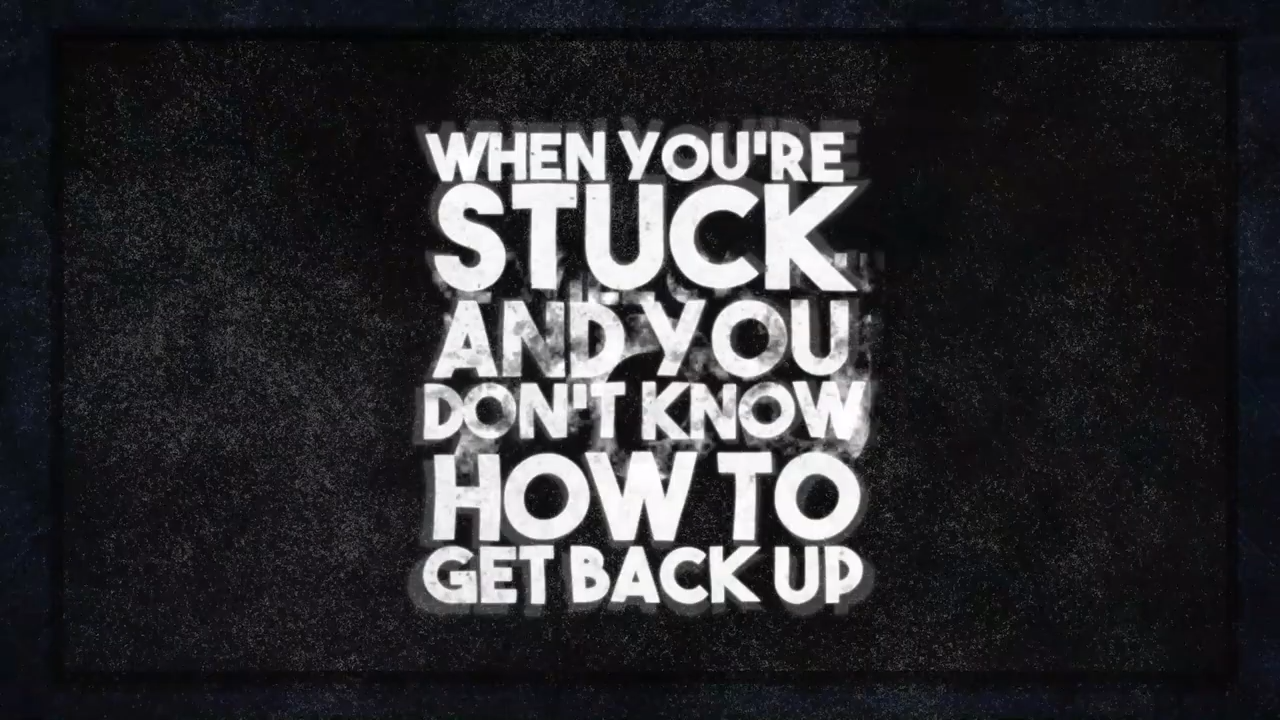 WHEN YOU'RE
STUCK
AND YOU
DON'T KNOW
HOW TO
GET BACK UP